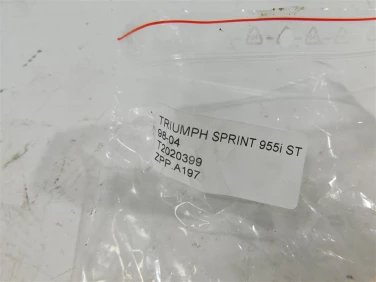 TRIUMPH SPRINT 955i ST
98-04
T2020399
ZPP.A197